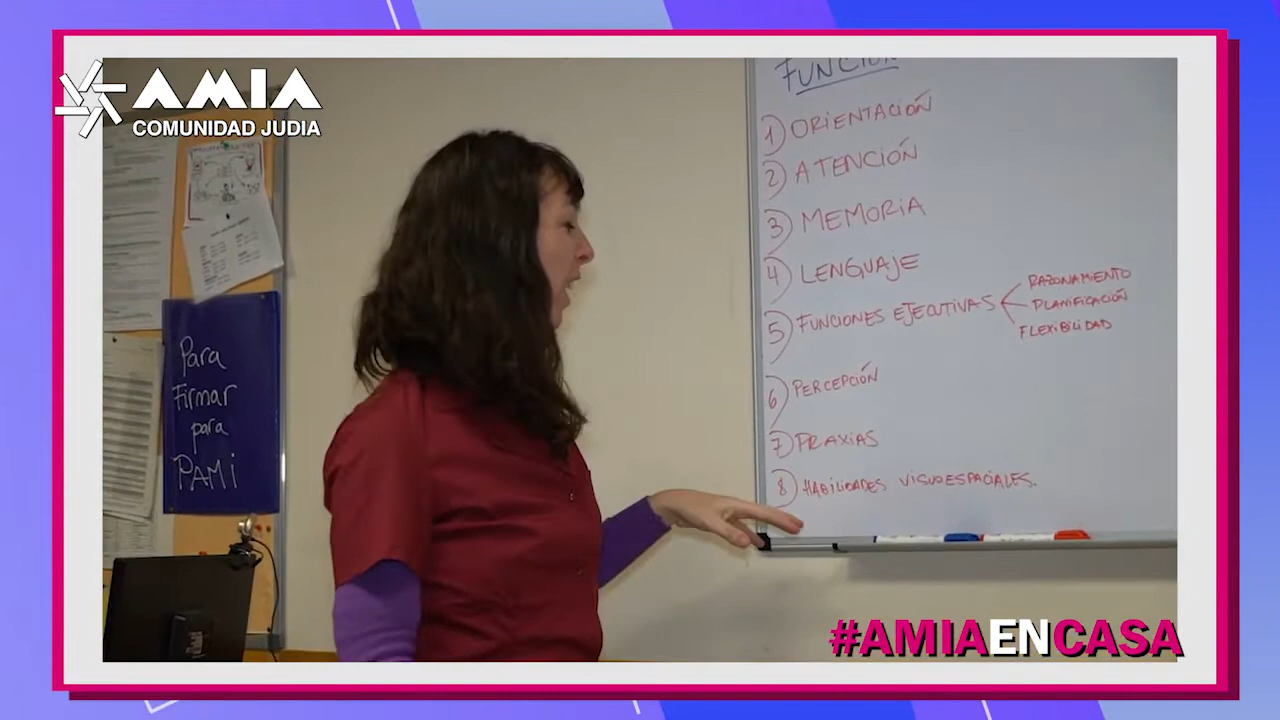 AMIA
COMUNIDAD JUDIA
1) ORIENTACIÓN
2) ATENCIÓN
3) MEMORIA
4) LENGUAJE
5) FUNCIONES EJECUTIVAS
RAZONAMIENTO
PLANIFICACIÓN
FLEXIBILIDAD
6) PERCEPCIÓN
7) PRAXIAS
8) HABILIDADES VISUOESPACIALES.
Para
Firmar
para
PAMI
#AMIAENCASA